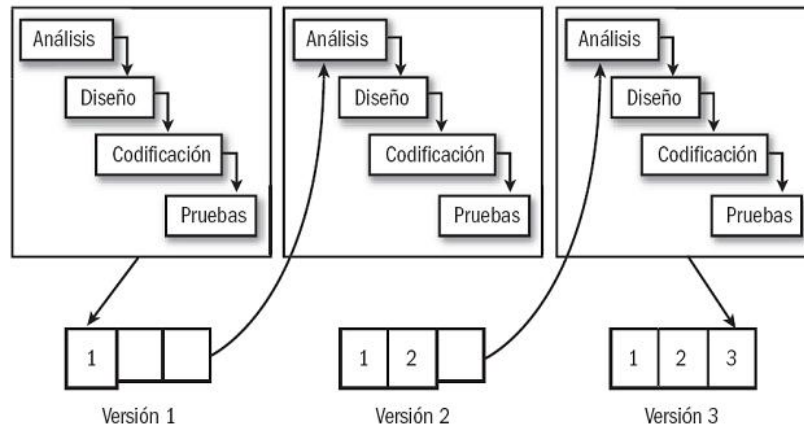 Análisis
Diseño
Codificación
Pruebas
Análisis
Diseño
Codificación
Pruebas
Análisis
Diseño
Codificación
Pruebas
1
1 2
1 2 3
Versión 1
Versión 2
Versión 3